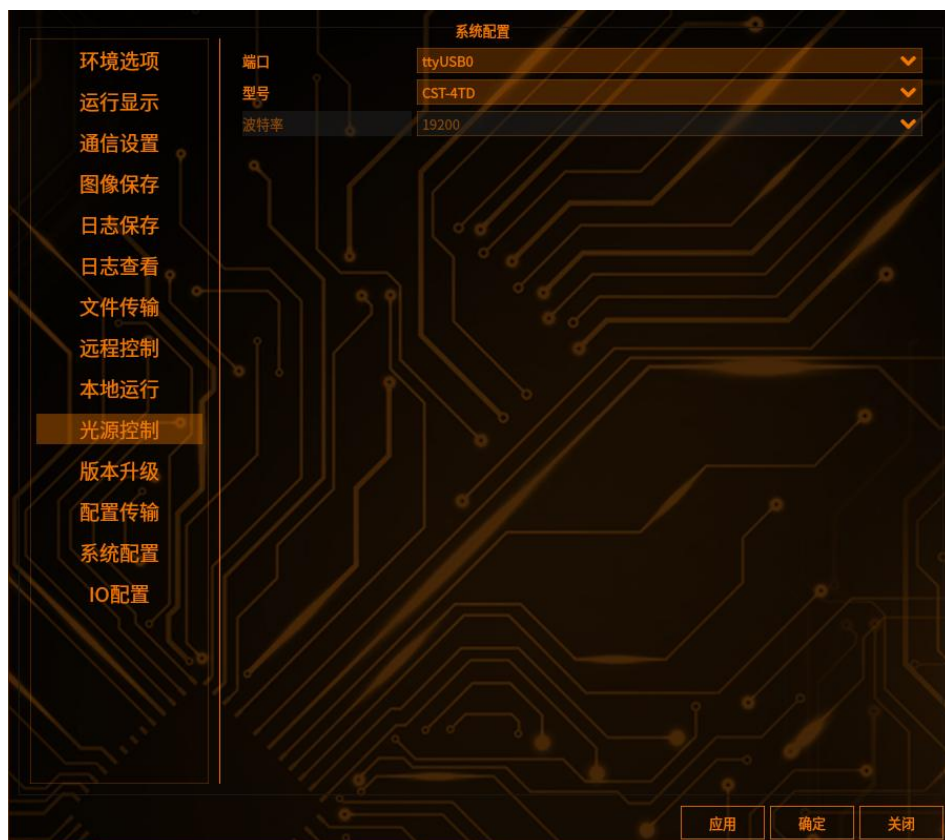 系统配置
环境选项
运行显示
通信设置
图像保存
日志保存
日志查看
文件传输
远程控制
本地运行
光源控制
版本升级
配置传输
系统配置
IO配置
端口 ttyUSB0
型号 CST-4TD
波特率 19200
应用 确定 关闭